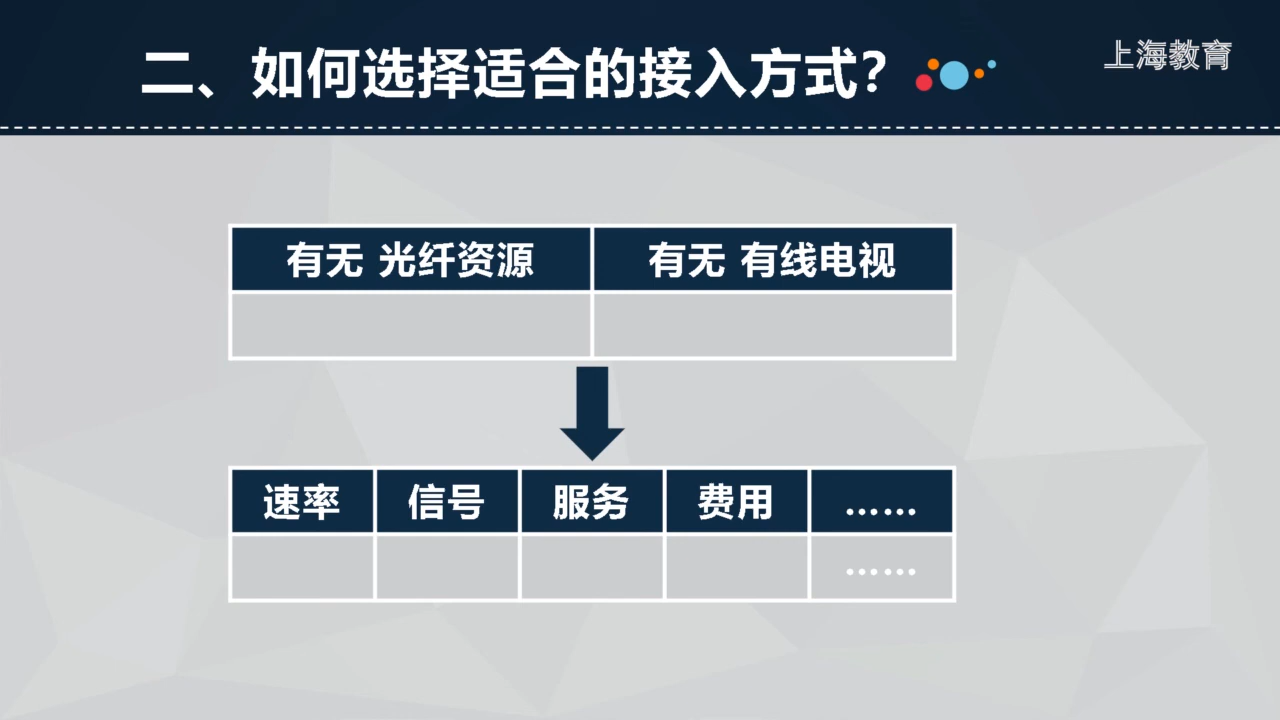 二、如何选择适合的接入方式？
上海教育
有无 光纤资源 有无 有线电视
速率 信号 服务 费用 ……
……